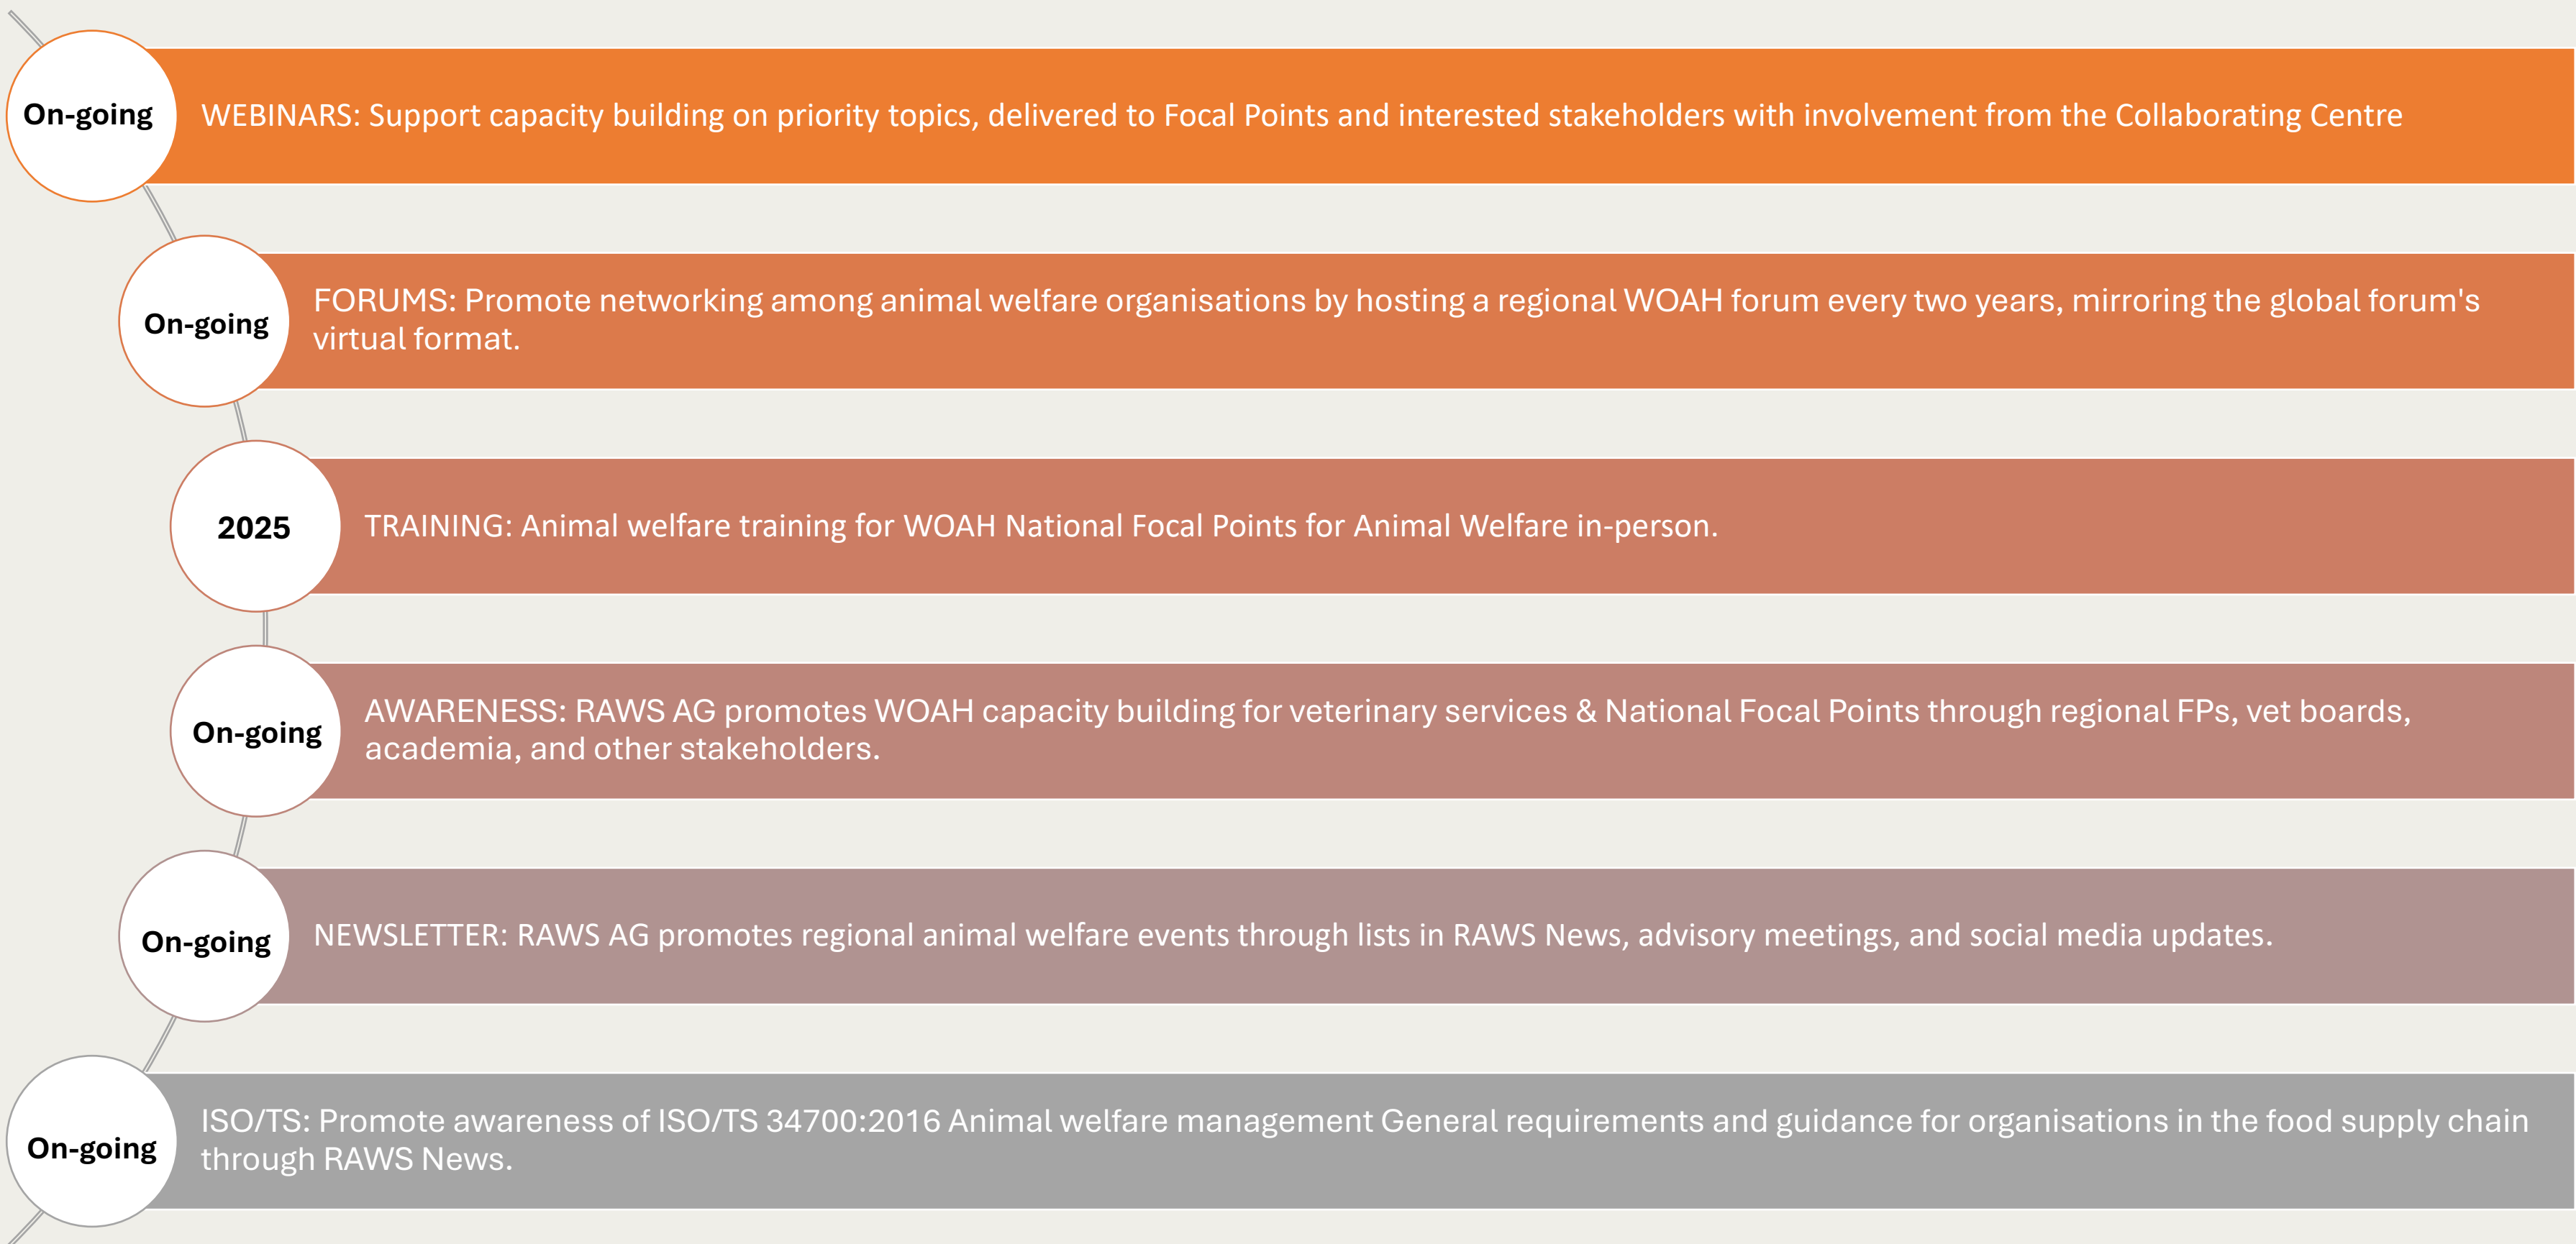 On-going
WEBINARS: Support capacity building on priority topics, delivered to Focal Points and interested stakeholders with involvement from the Collaborating Centre
On-going
FORUMS: Promote networking among animal welfare organisations by hosting a regional WOAH forum every two years, mirroring the global forum's
virtual format.
2025
TRAINING: Animal welfare training for WOAH National Focal Points for Animal Welfare in-person.
On-going
AWARENESS: RAWS AG promotes WOAH capacity building for veterinary services & National Focal Points through regional FPs, vet boards,
academia, and other stakeholders.
On-going
NEWSLETTER: RAWS AG promotes regional animal welfare events through lists in RAWS News, advisory meetings, and social media updates.
On-going
ISO/TS: Promote awareness of ISO/TS 34700:2016 Animal welfare management General requirements and guidance for organisations in the food supply chain
through RAWS News.